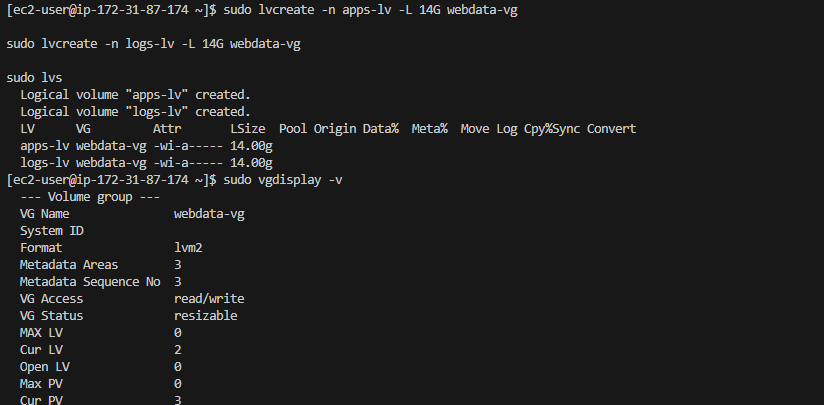 [ec2-user@ip-172-31-87-174 ~]$ sudo lvcreate -n apps-lv -L 14G webdata-vg
sudo lvcreate -n logs-lv -L 14G webdata-vg
sudo lvs
  Logical volume "apps-lv" created.
  Logical volume "logs-lv" created.
  LV      VG         Attr       LSize  Pool Origin Data%  Meta%  Move Log Cpy%Sync Convert
  apps-lv webdata-vg -wi-a----- 14.00g
  logs-lv webdata-vg -wi-a----- 14.00g
[ec2-user@ip-172-31-87-174 ~]$ sudo vgdisplay -v
  --- Volume group ---
  VG Name               webdata-vg
  System ID
  Format                lvm2
  Metadata Areas        3
  Metadata Sequence No  3
  VG Access             read/write
  VG Status             resizable
  MAX LV                0
  Cur LV                2
  Open LV               0
  Max PV                0
  Cur PV                3